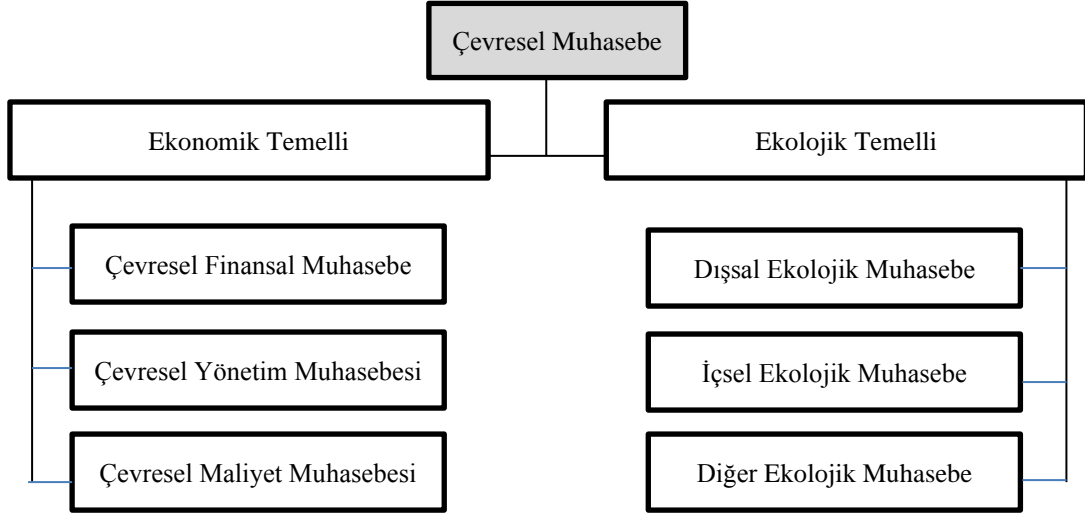 Çevresel Muhasebe
Ekonomik Temelli
Ekolojik Temelli
Çevresel Finansal Muhasebe
Dışsal Ekolojik Muhasebe
Çevresel Yönetim Muhasebesi
İçsel Ekolojik Muhasebe
Çevresel Maliyet Muhasebesi
Diğer Ekolojik Muhasebe